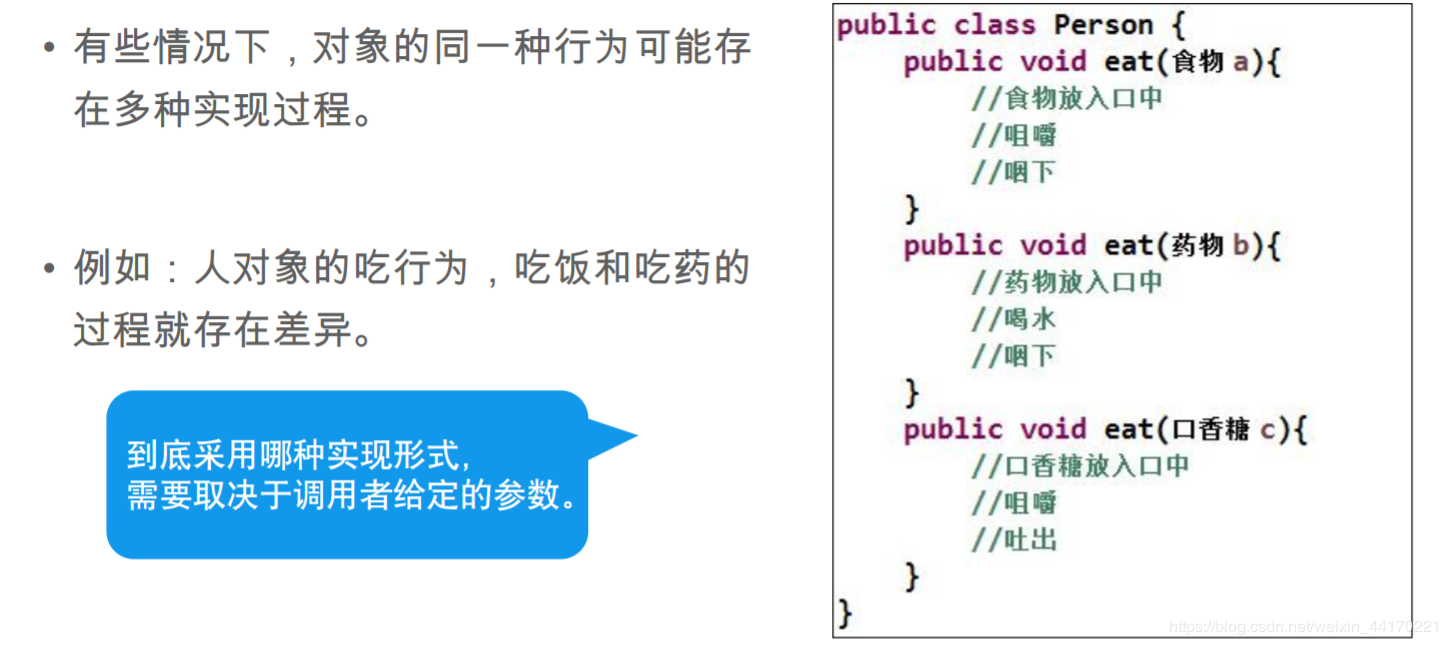 • 有些情况下，对象的同一种行为可能存
在多种实现过程。
• 例如：人对象的吃行为，吃饭和吃药的
过程就存在差异。
到底采用哪种实现形式,
需要取决于调用者给定的参数。
public class Person {
public void eat(食物 a){
//食物放入口中
//咀嚼
//咽下
}
public void eat(药物 b){
//药物放入口中
//喝水
//咽下
}
public void eat(口香糖 c){
//口香糖放入口中
//咀嚼
//吐出
}
}
https://blog.csdn.net/weixin_44170221